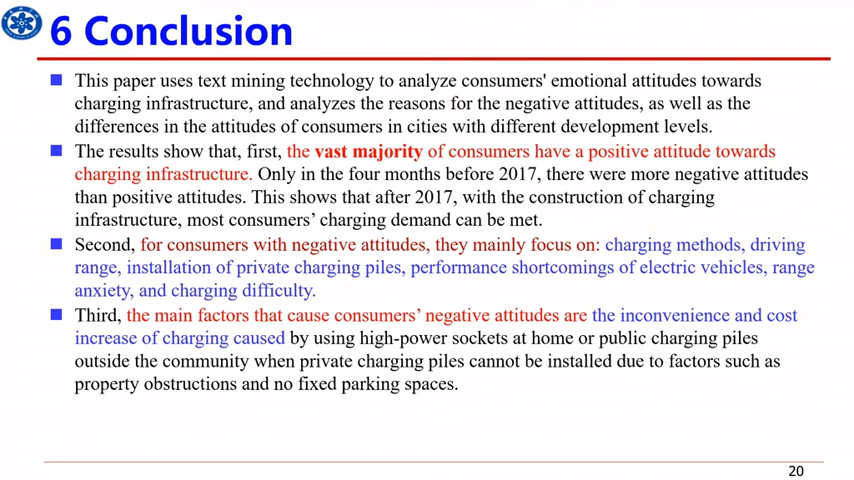 6 Conclusion
This paper uses text mining technology to analyze consumers' emotional attitudes towards
charging infrastructure, and analyzes the reasons for the negative attitudes, as well as the
differences in the attitudes of consumers in cities with different development levels.
The results show that, first, the vast majority of consumers have a positive attitude towards
charging infrastructure. Only in the four months before 2017, there were more negative attitudes
than positive attitudes. This shows that after 2017, with the construction of charging
infrastructure, most consumers’ charging demand can be met.
Second, for consumers with negative attitudes, they mainly focus on: charging methods, driving
range, installation of private charging piles, performance shortcomings of electric vehicles, range
anxiety, and charging difficulty.
Third, the main factors that cause consumers’ negative attitudes are the inconvenience and cost
increase of charging caused by using high-power sockets at home or public charging piles
outside the community when private charging piles cannot be installed due to factors such as
property obstructions and no fixed parking spaces.
20